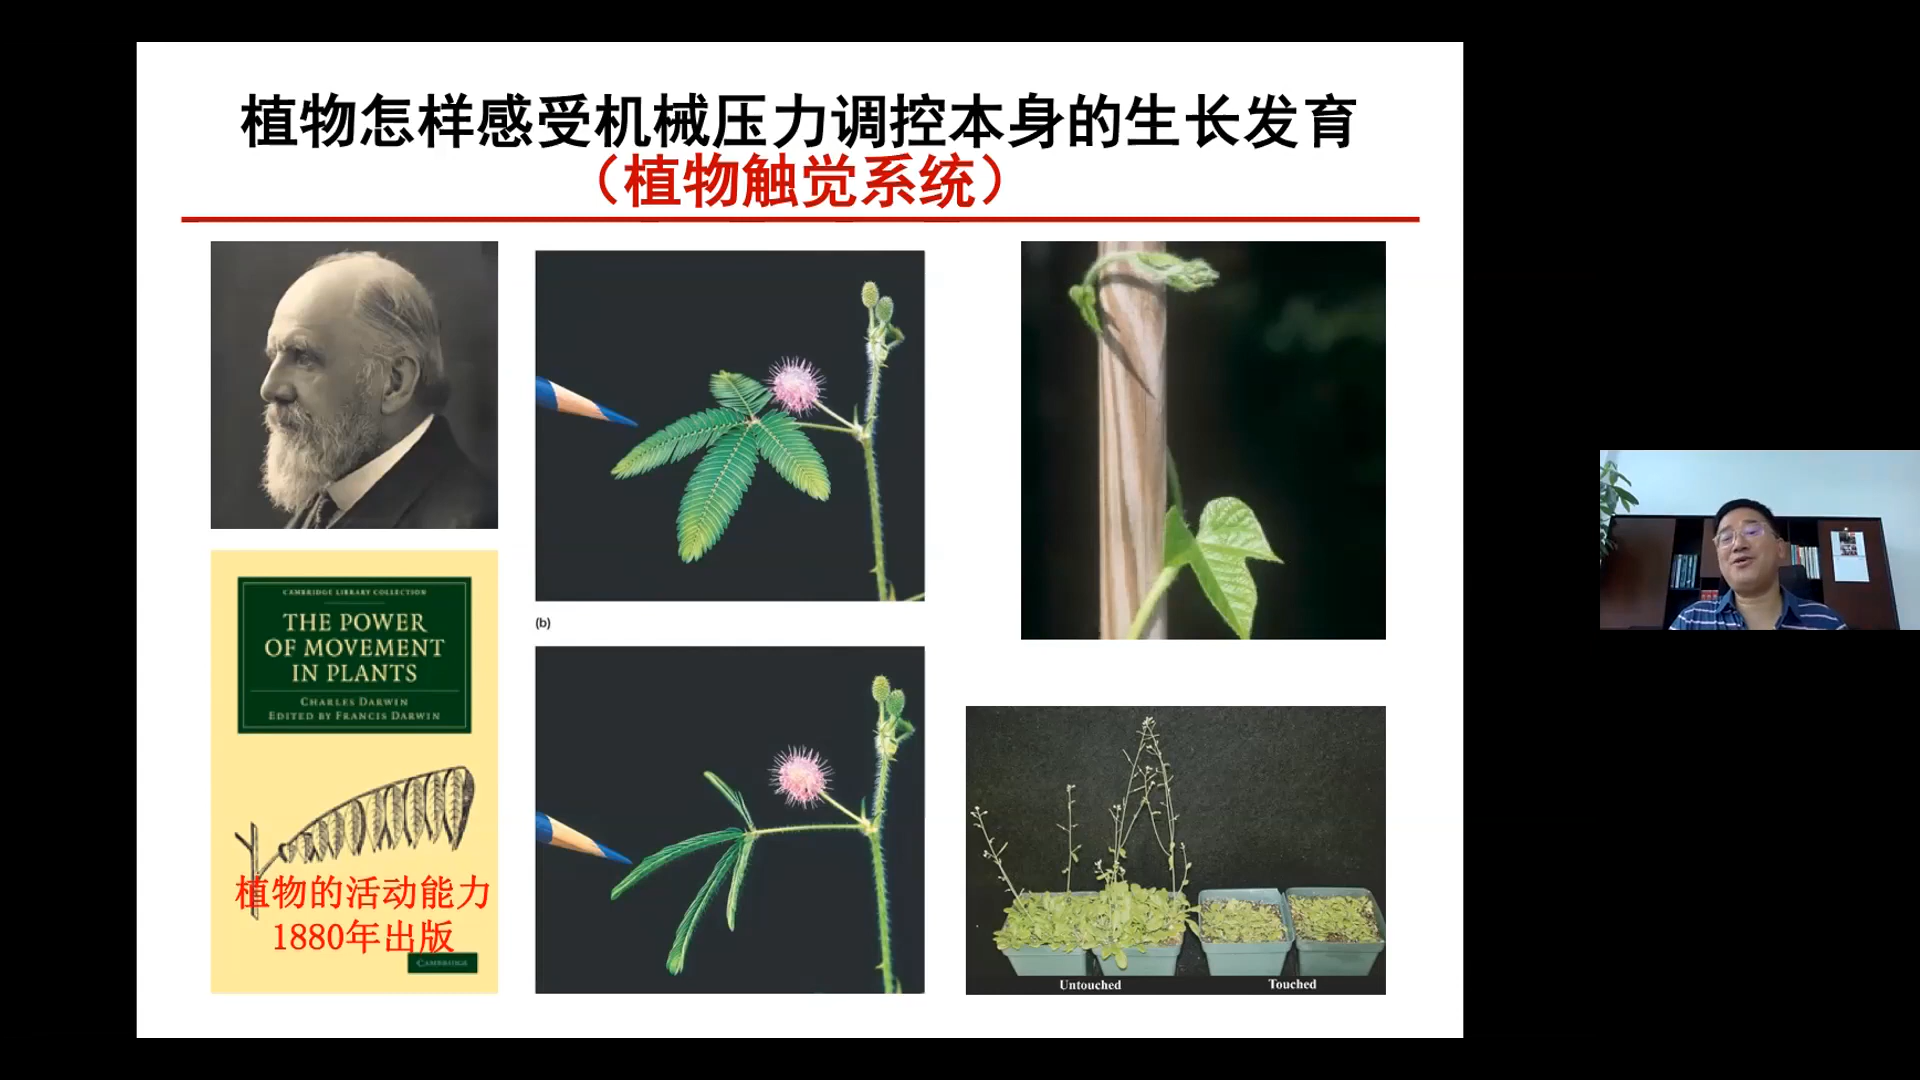 植物怎样感受机械压力调控本身的生长发育
（植物触觉系统）
CAMBRIDGE LIBRARY COLLECTION
THE POWER
OF MOVEMENT
IN PLANTS
CHARLES DARWIN
EDITED BY FRANCIS DARWIN
植物的活动能力
1880年出版
CAMBRIDGE
(b)
Untouched
Touched